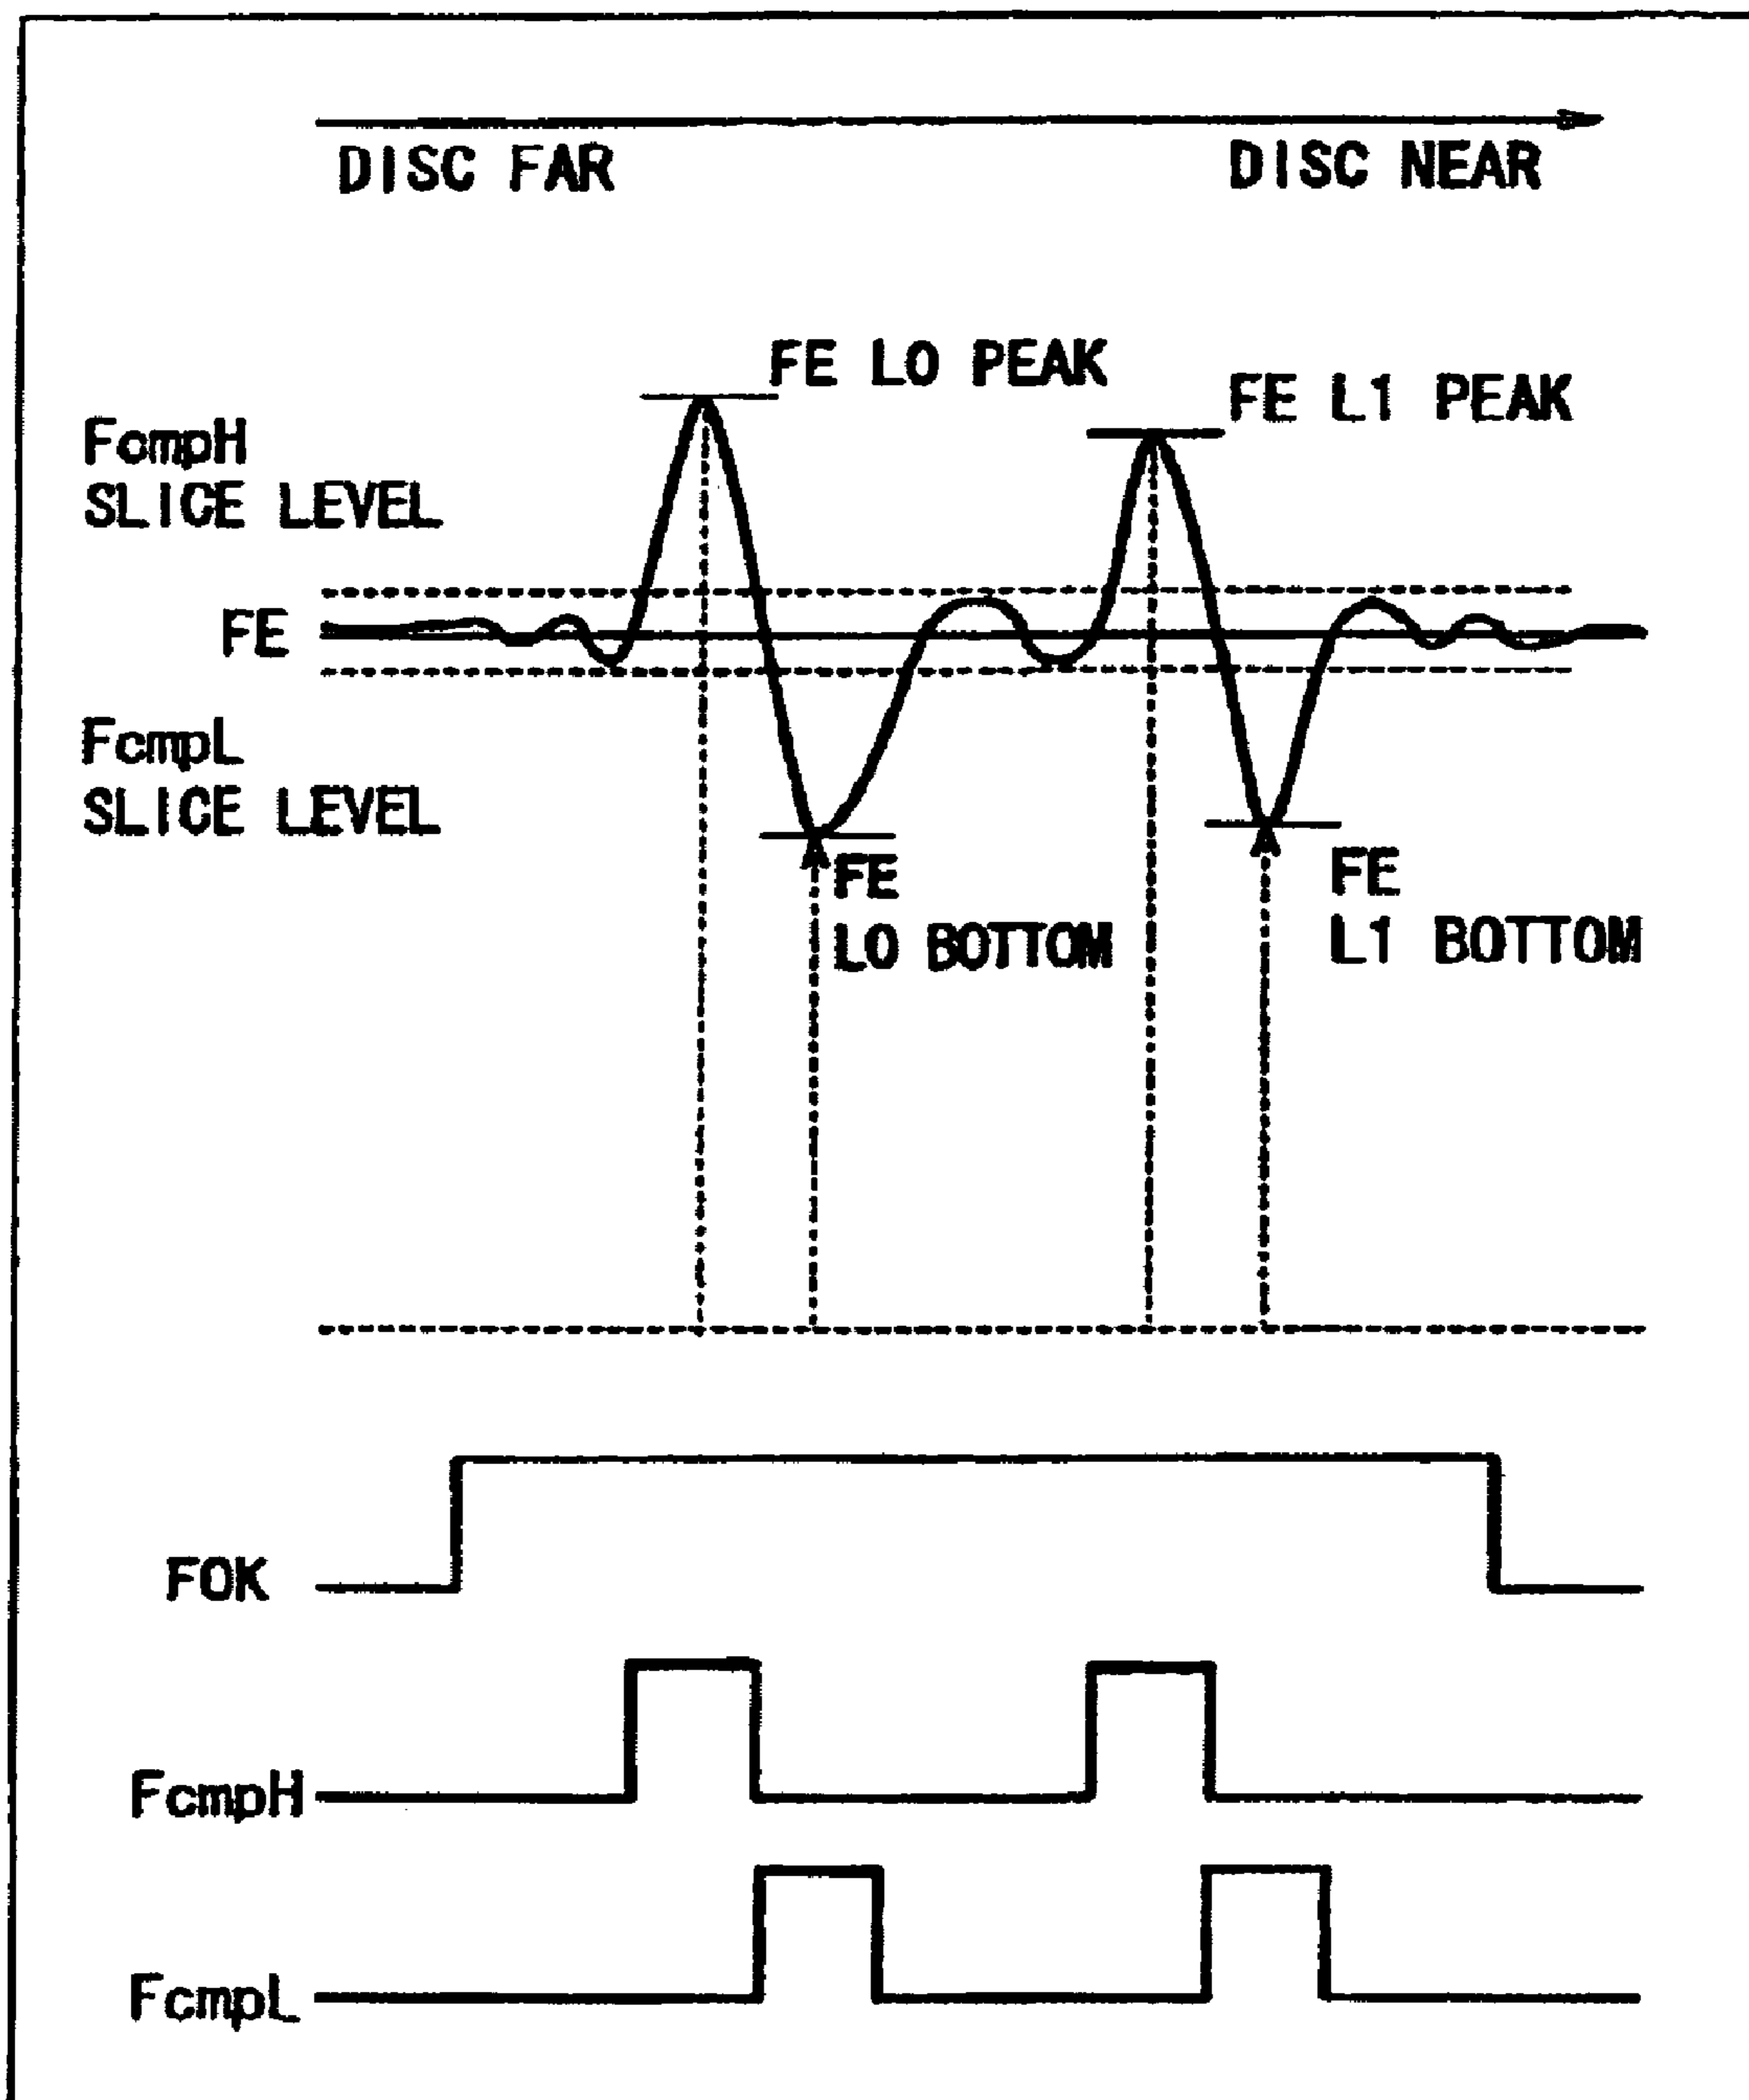 DISC FAR
DISC NEAR
FE L0 PEAK
FE L1 PEAK
FcmpH
SLICE LEVEL
FE
FcmpL
SLICE LEVEL
FE
L0 BOTTOM
FE
L1 BOTTOM
FOK
FcmpH
FcmpL